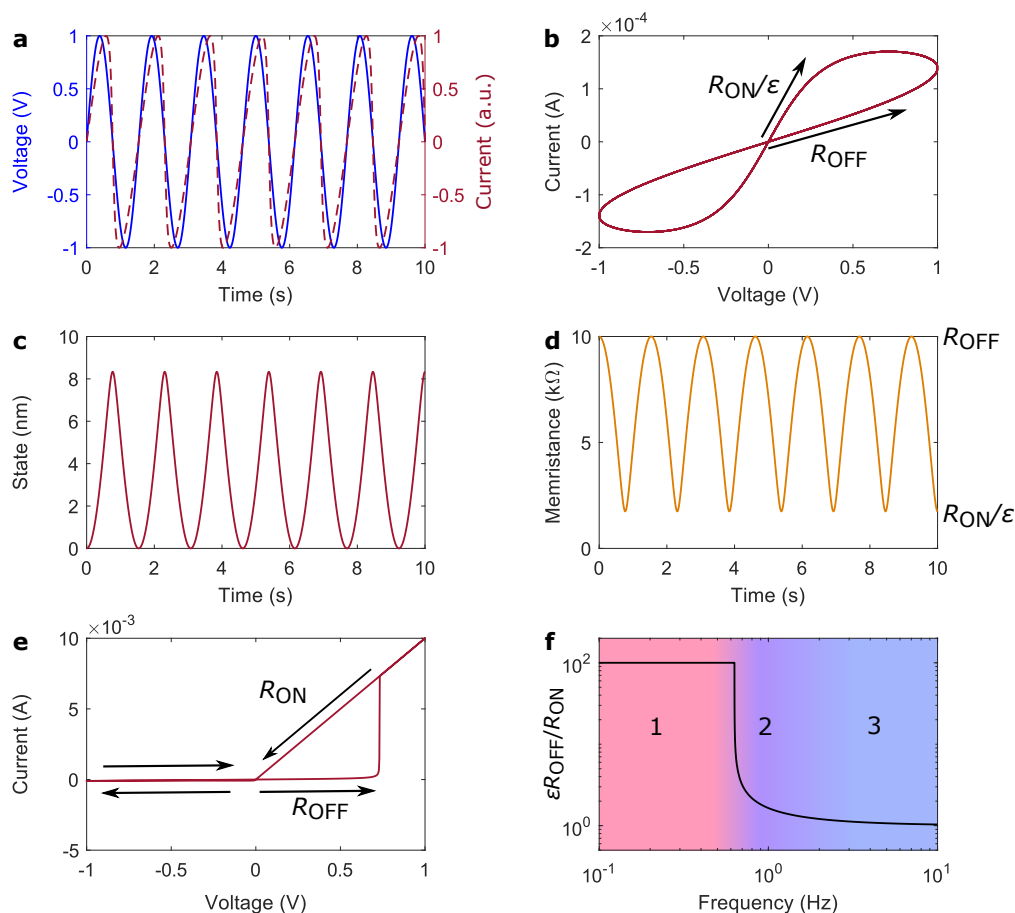 a
Voltage (V)
1
0.5
0
-0.5
-1
1
0.5
0
-0.5
-1
Current (a.u.)
0 2 4 6 8 10
Time (s)
b
×10⁻⁴
Current (A)
2
1
0
-1
-2
R_ON/ε
R_OFF
-1 -0.5 0 0.5 1
Voltage (V)
c
State (nm)
10
8
6
4
2
0
0 2 4 6 8 10
Time (s)
d
Memristance (kΩ)
10
5
0
R_OFF
R_ON/ε
0 2 4 6 8 10
Time (s)
e
×10⁻³
Current (A)
10
5
0
-5
R_ON
R_OFF
-1 -0.5 0 0.5 1
Voltage (V)
f
εR_OFF/R_ON
10²
10⁰
1 2 3
10⁻¹ 10⁰ 10¹
Frequency (Hz)